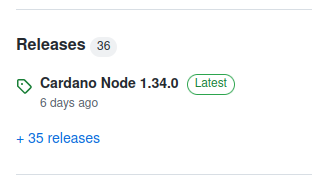 Releases 36
Cardano Node 1.34.0 Latest
6 days ago
+ 35 releases